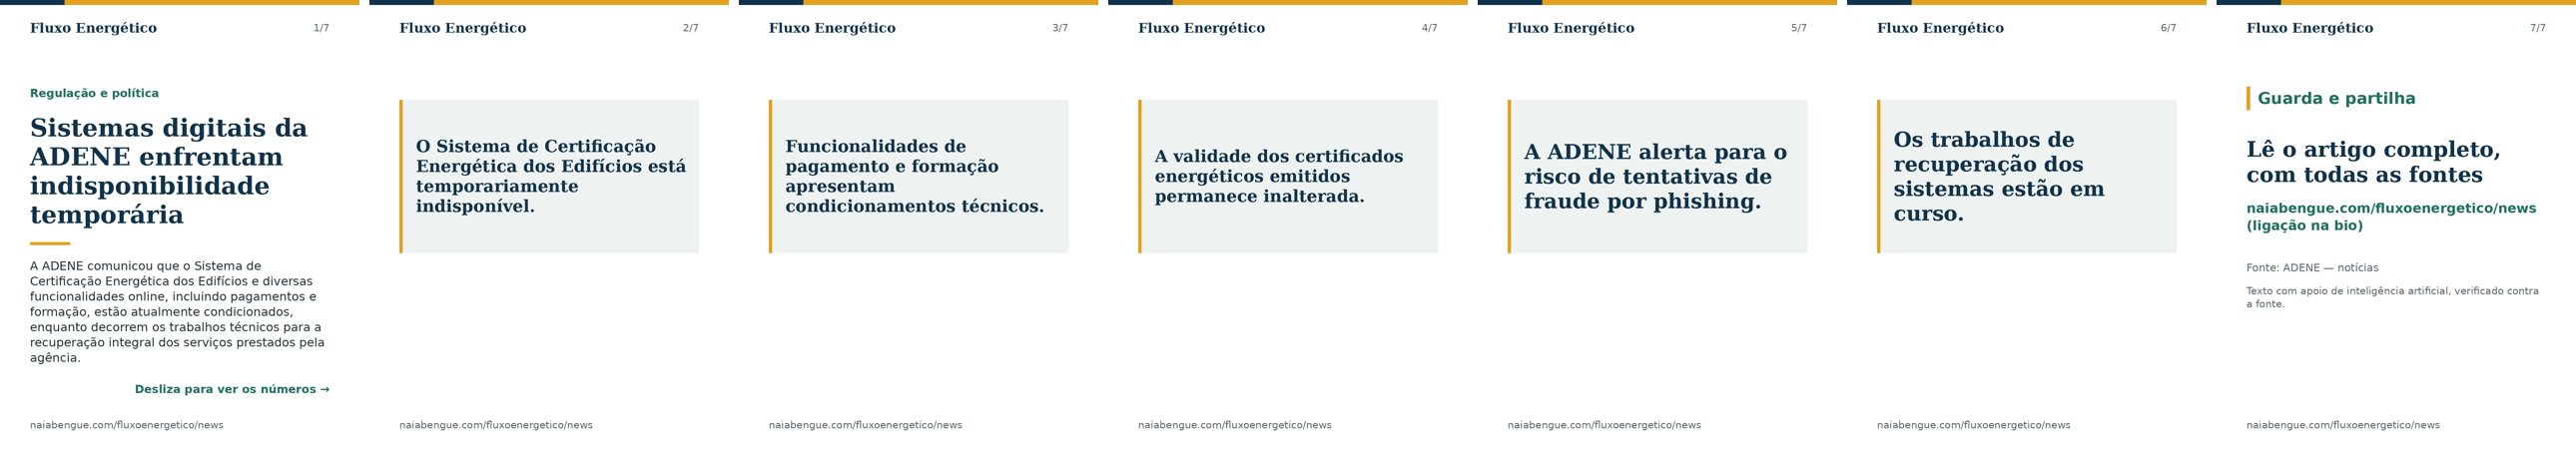 Fluxo Energético
1/7
Regulação e política
Sistemas digitais da
ADENE enfrentam
indisponibilidade
temporária
A ADENE comunicou que o Sistema de
Certificação Energética dos Edifícios e diversas
funcionalidades online, incluindo pagamentos e
formação, estão atualmente condicionados,
enquanto decorrem os trabalhos técnicos para a
recuperação integral dos serviços prestados pela
agência.
Desliza para ver os números →
naiabengue.com/fluxoenergetico/news
Fluxo Energético
2/7
O Sistema de Certificação
Energética dos Edifícios está
temporariamente
indisponível.
naiabengue.com/fluxoenergetico/news
Fluxo Energético
3/7
Funcionalidades de
pagamento e formação
apresentam
condicionamentos técnicos.
naiabengue.com/fluxoenergetico/news
Fluxo Energético
4/7
A validade dos certificados
energéticos emitidos
permanece inalterada.
naiabengue.com/fluxoenergetico/news
Fluxo Energético
5/7
A ADENE alerta para o
risco de tentativas de
fraude por phishing.
naiabengue.com/fluxoenergetico/news
Fluxo Energético
6/7
Os trabalhos de
recuperação dos
sistemas estão em
curso.
naiabengue.com/fluxoenergetico/news
Fluxo Energético
7/7
Guarda e partilha
Lê o artigo completo,
com todas as fontes
naiabengue.com/fluxoenergetico/news
(ligação na bio)
Fonte: ADENE — notícias
Texto com apoio de inteligência artificial, verificado contra
a fonte.
naiabengue.com/fluxoenergetico/news